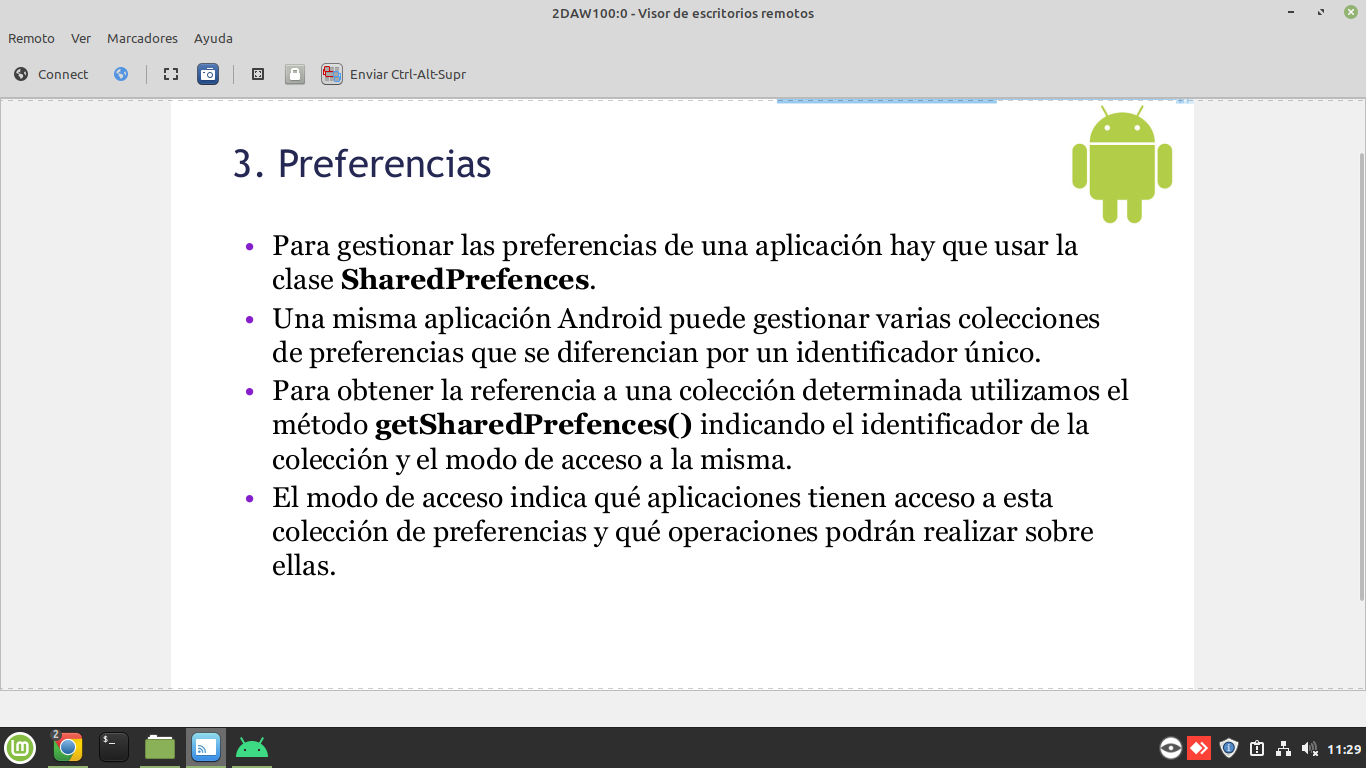 2DAW100:0 - Visor de escritorios remotos
Remoto Ver Marcadores Ayuda
Connect Enviar Ctrl-Alt-Supr
3. Preferencias
• Para gestionar las preferencias de una aplicación hay que usar la
clase SharedPrefences.
• Una misma aplicación Android puede gestionar varias colecciones
de preferencias que se diferencian por un identificador único.
• Para obtener la referencia a una colección determinada utilizamos el
método getSharedPrefences() indicando el identificador de la
colección y el modo de acceso a la misma.
• El modo de acceso indica qué aplicaciones tienen acceso a esta
colección de preferencias y qué operaciones podrán realizar sobre
ellas.
2
$_
11:29